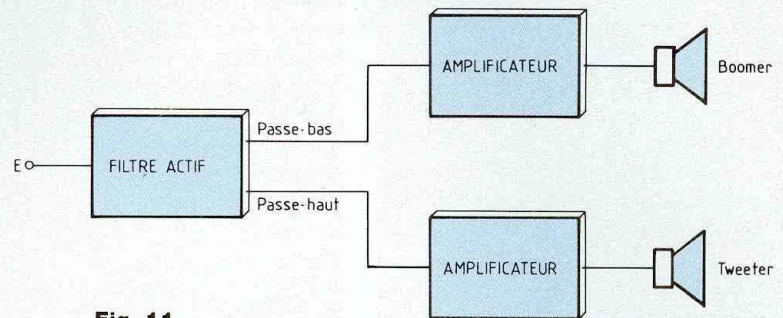 AMPLIFICATEUR
Boomer
Passe-bas
E
FILTRE ACTIF
Passe-haut
AMPLIFICATEUR
Tweeter
Fig. 11